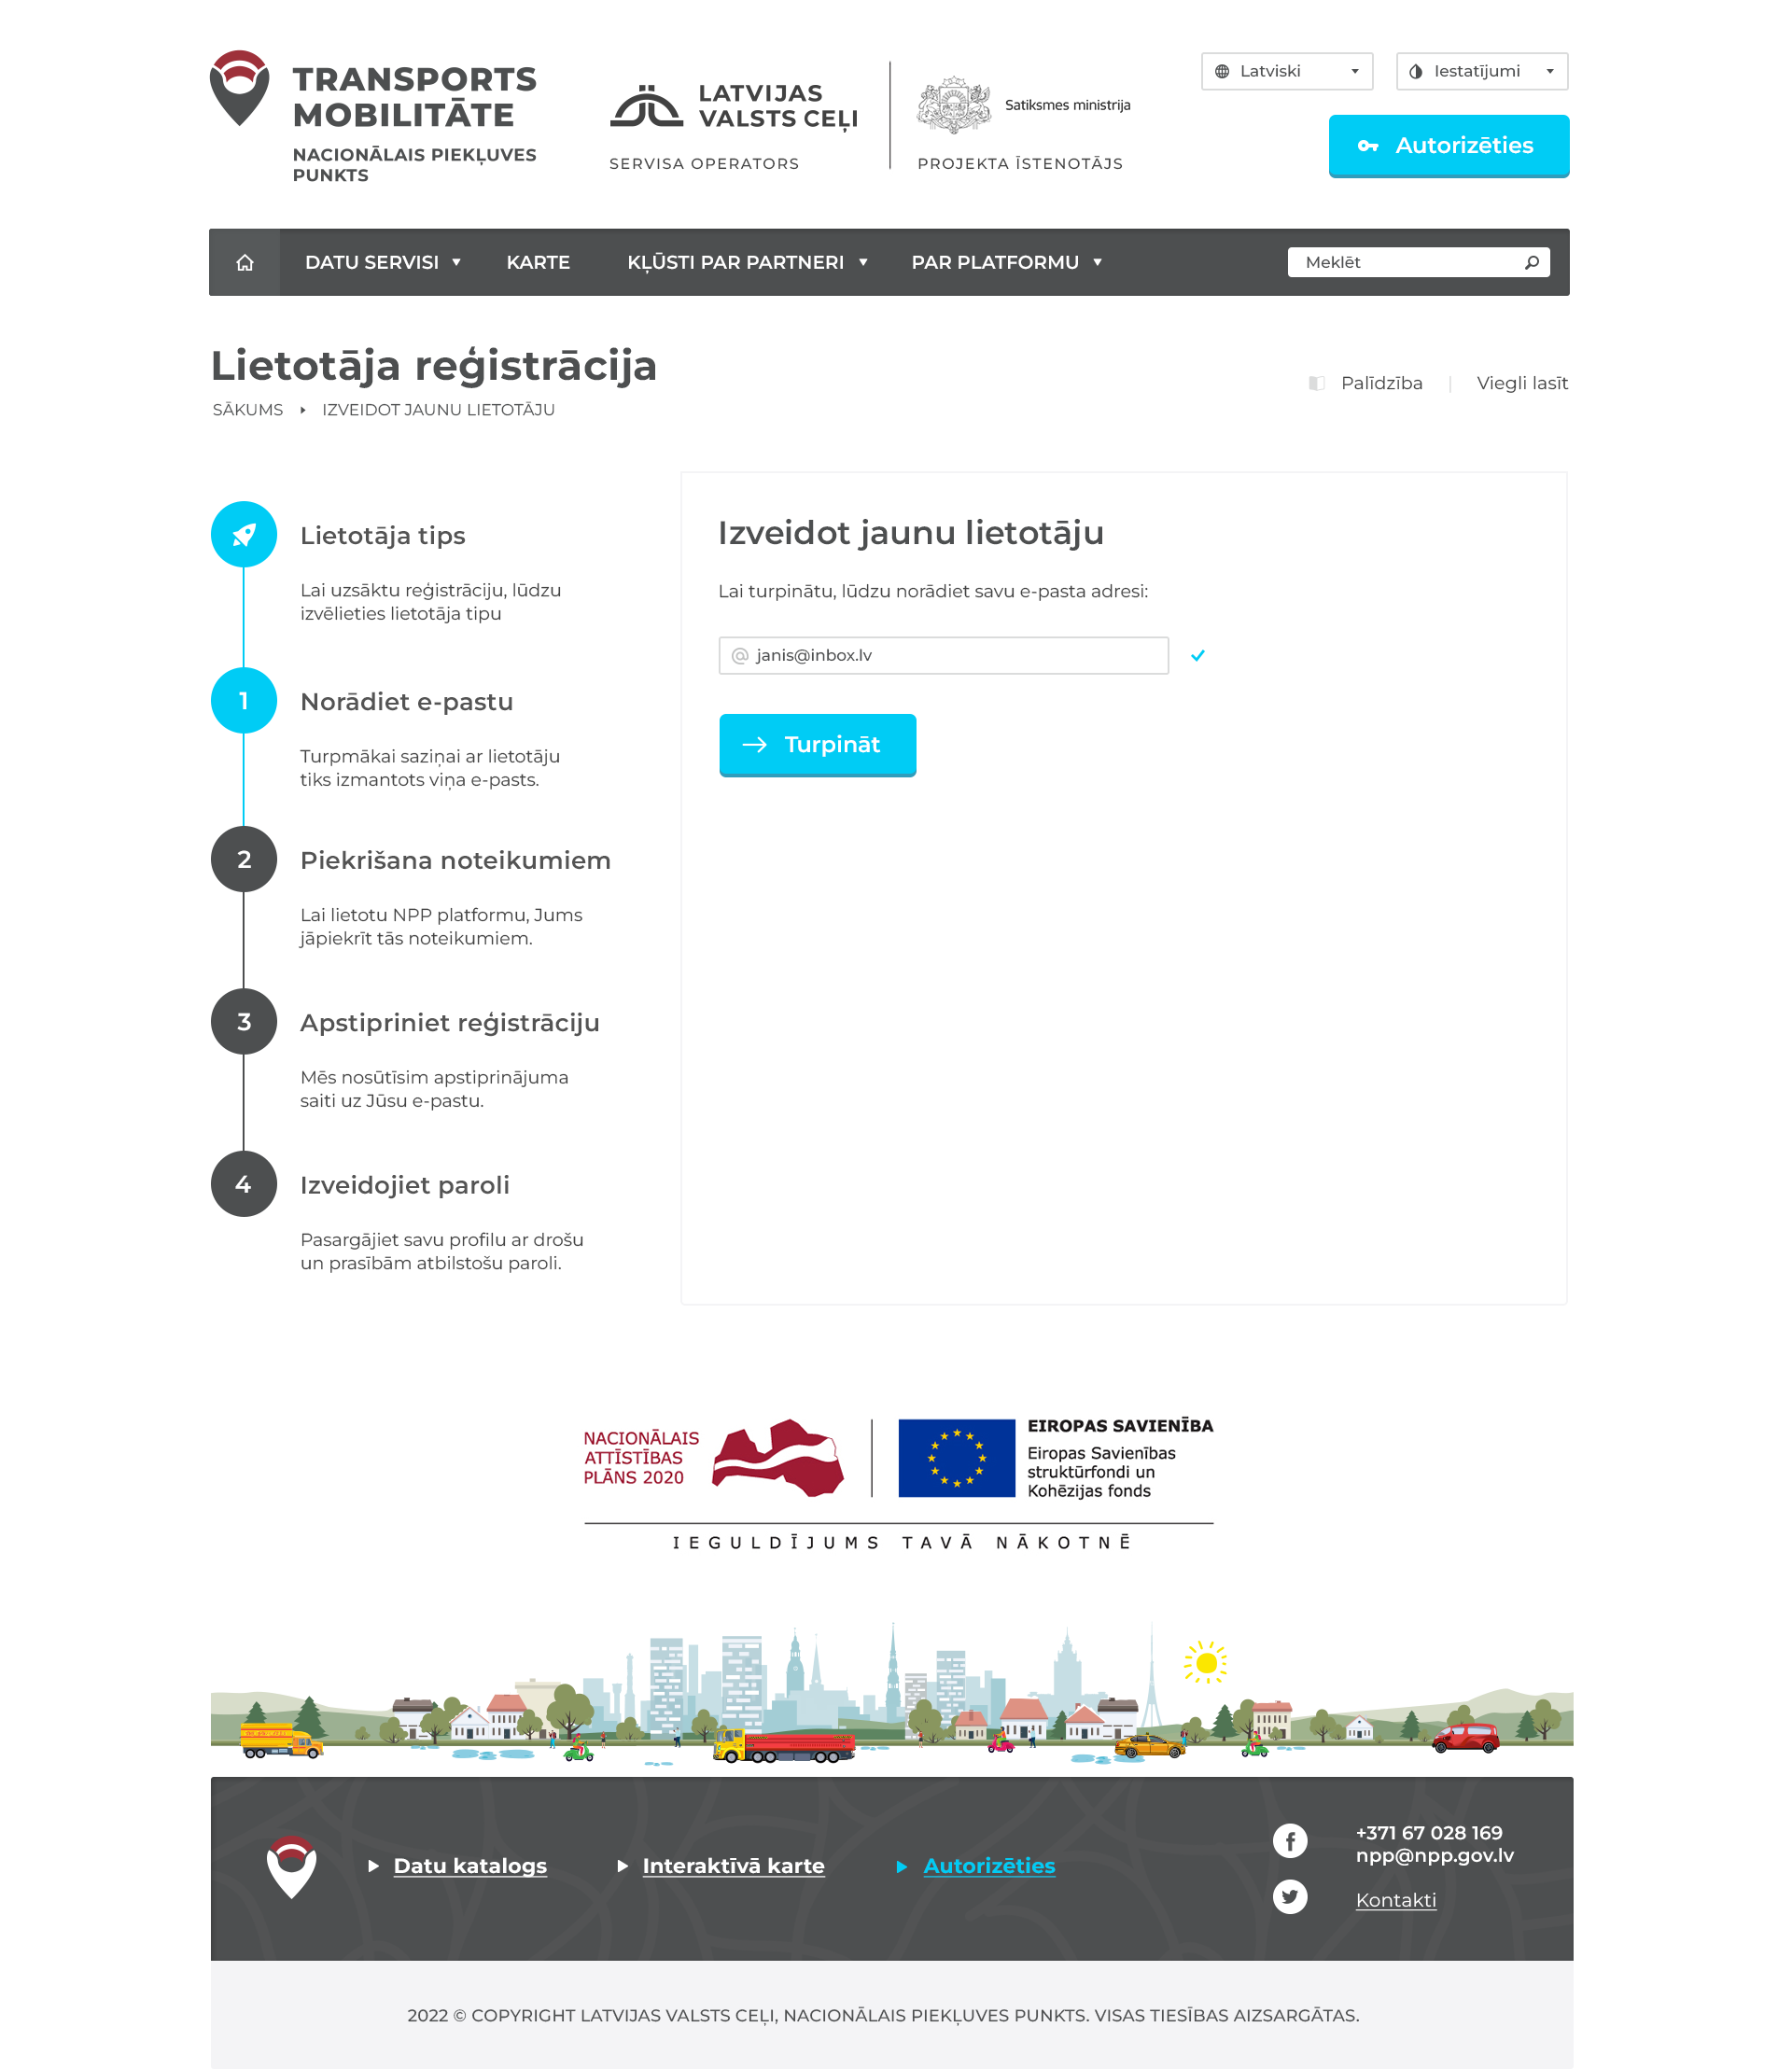 TRANSPORTS
MOBILITĀTE
NACIONĀLAIS PIEKĻUVES
PUNKTS
LATVIJAS
VALSTS CEĻI
SERVISA OPERATORS
Satiksmes ministrija
PROJEKTA ĪSTENOTĀJS
Latviski
Iestatījumi
Autorizēties
DATU SERVISI
KARTE
KĻŪSTI PAR PARTNERI
PAR PLATFORMU
Meklēt
Lietotāja reģistrācija
SĀKUMS
IZVEIDOT JAUNU LIETOTĀJU
Palīdzība
Viegli lasīt
Lietotāja tips
Lai uzsāktu reģistrāciju, lūdzu
izvēlieties lietotāja tipu
1
Norādiet e-pastu
Turpmākai saziņai ar lietotāju
tiks izmantots viņa e-pasts.
2
Piekrišana noteikumiem
Lai lietotu NPP platformu, Jums
jāpiekrīt tās noteikumiem.
3
Apstipriniet reģistrāciju
Mēs nosūtīsim apstiprinājuma
saiti uz Jūsu e-pastu.
4
Izveidojiet paroli
Pasargājiet savu profilu ar drošu
un prasībām atbilstošu paroli.
Izveidot jaunu lietotāju
Lai turpinātu, lūdzu norādiet savu e-pasta adresi:
@ janis@inbox.lv
Turpināt
NACIONĀLAIS
ATTĪSTĪBAS
PLĀNS 2020
EIROPAS SAVIENĪBA
Eiropas Savienības
struktūrfondi un
Kohēzijas fonds
IEGULDĪJUMS TAVĀ NĀKOTNĒ
Datu katalogs
Interaktīvā karte
Autorizēties
+371 67 028 169
npp@npp.gov.lv
Kontakti
2022 © COPYRIGHT LATVIJAS VALSTS CEĻI, NACIONĀLAIS PIEKĻUVES PUNKTS. VISAS TIESĪBAS AIZSARGĀTAS.